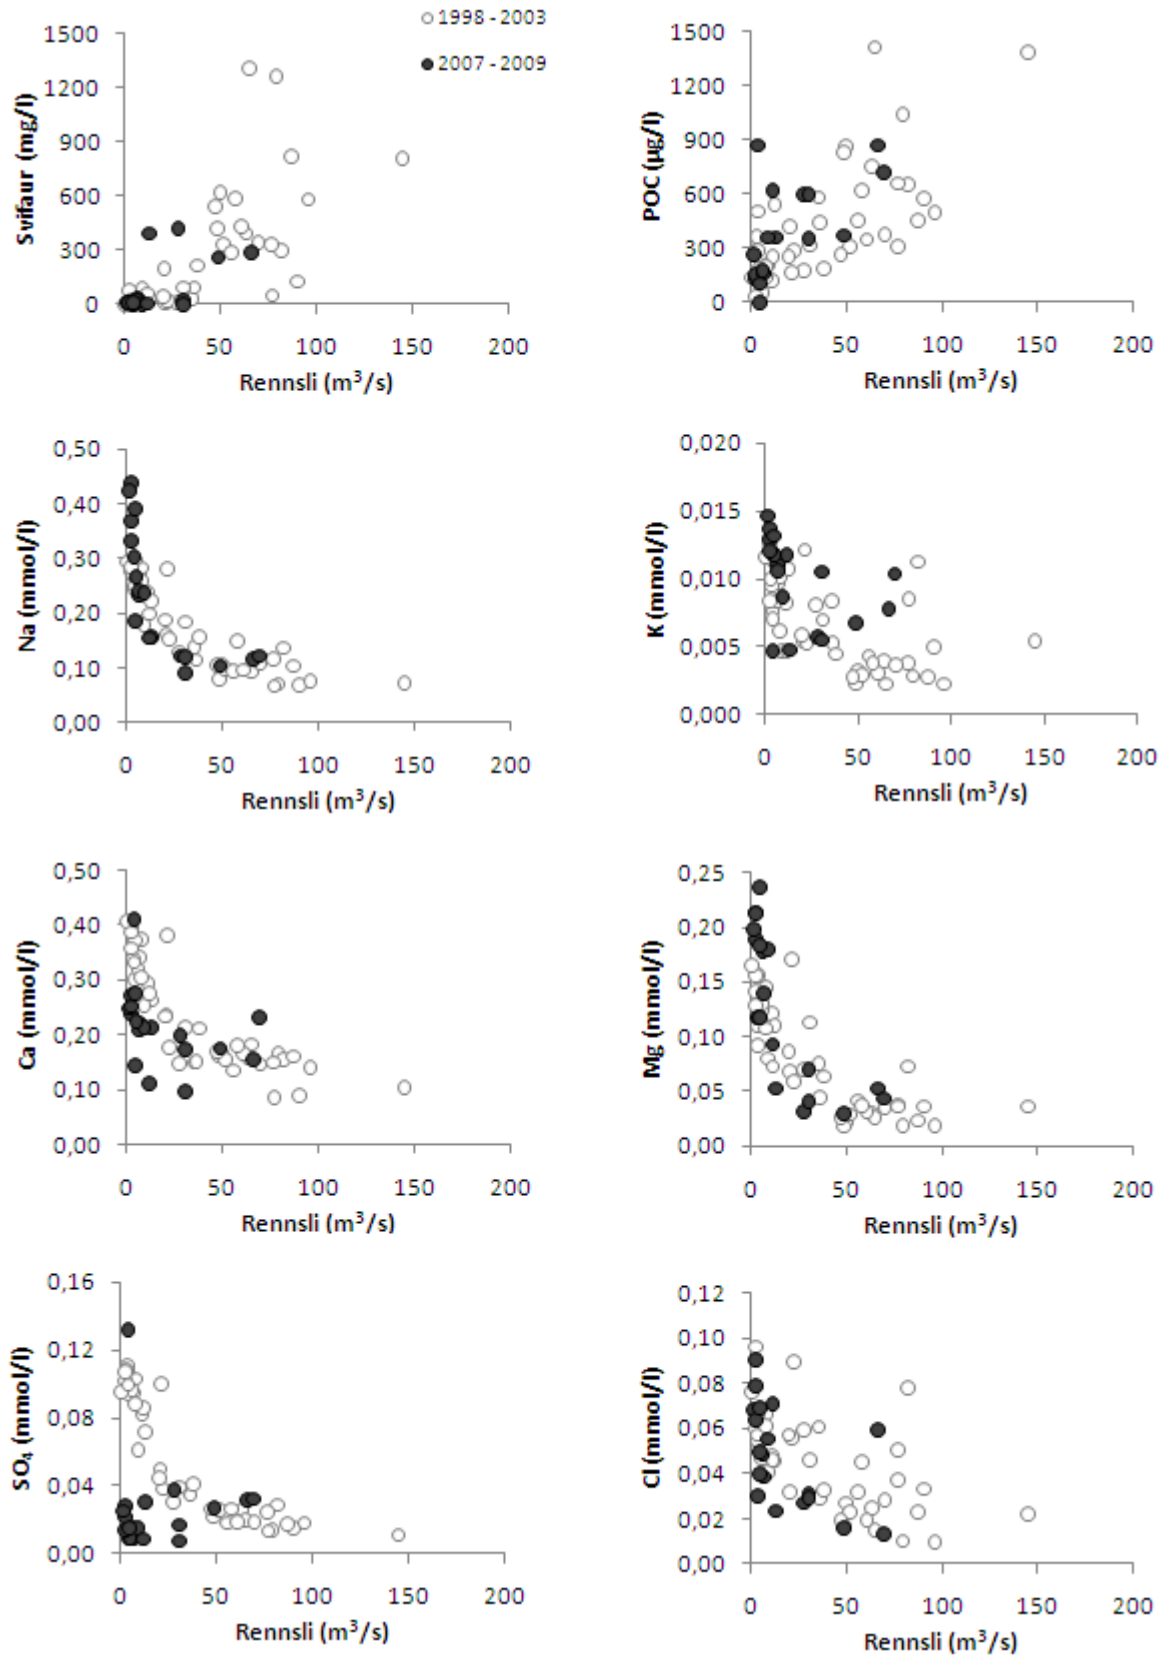 1998 - 2003
2007 - 2009
Svifaur (mg/l)
1500
1200
900
600
300
0
0 50 100 150 200
Rennsli (m³/s)
POC (µg/l)
1500
1200
900
600
300
0
0 50 100 150 200
Rennsli (m³/s)
Na (mmol/l)
0,50
0,40
0,30
0,20
0,10
0,00
0 50 100 150 200
Rennsli (m³/s)
K (mmol/l)
0,020
0,015
0,010
0,005
0,000
0 50 100 150 200
Rennsli (m³/s)
Ca (mmol/l)
0,50
0,40
0,30
0,20
0,10
0,00
0 50 100 150 200
Rennsli (m³/s)
Mg (mmol/l)
0,25
0,20
0,15
0,10
0,05
0,00
0 50 100 150 200
Rennsli (m³/s)
SO₄ (mmol/l)
0,16
0,12
0,08
0,04
0,00
0 50 100 150 200
Rennsli (m³/s)
Cl (mmol/l)
0,12
0,10
0,08
0,06
0,04
0,02
0,00
0 50 100 150 200
Rennsli (m³/s)